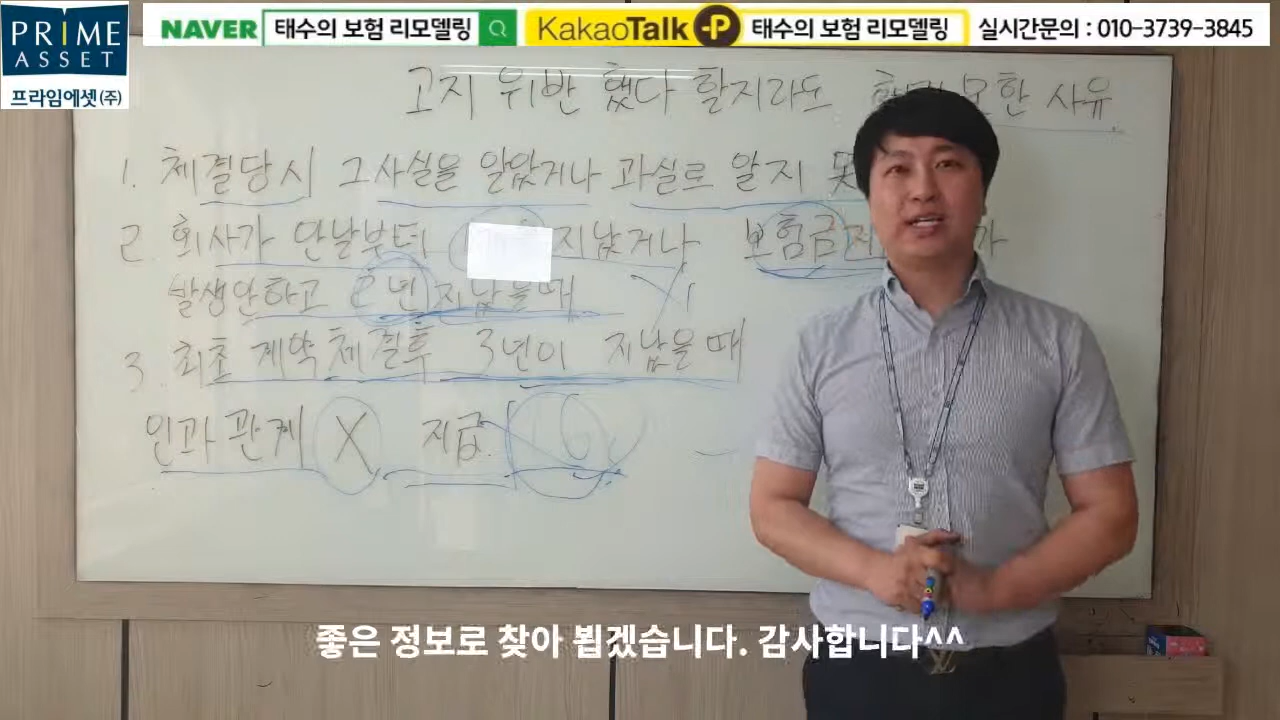 PRIME ASSET
프라임에셋(주)
NAVER 태수의 보험 리모델링 KakaoTalk P 태수의 보험 리모델링 실시간문의 : 010-3739-3845
고지 위반 했다 할지라도 사유
1. 체결당시 그사실을 알았거나 과실로 알지 못
2 회사가 안날부터 지났거나 보험금 가
발생안하고 2년 지났을때
3. 최초 계약체결후 3년이 지났을때
인과관계 X 지급
좋은 정보로 찾아 뵙겠습니다. 감사합니다^^